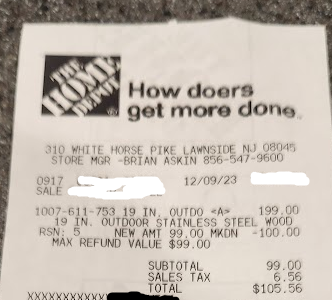 THE
HOME
DEPOT
How doers
get more done.
310 WHITE HORSE PIKE LAWNSIDE NJ 08045
STORE MGR -BRIAN ASKIN 856-547-9600
0917 12/09/23
SALE
1007-611-753 19 IN. OUTDO <A> 199.00
19 IN. OUTDOOR STAINLESS STEEL WOOD
RSN: 5 NEW AMT 99.00 MKDN -100.00
MAX REFUND VALUE $99.00
SUBTOTAL 99.00
SALES TAX 6.56
TOTAL $105.56
XXXXXXXXXXXX